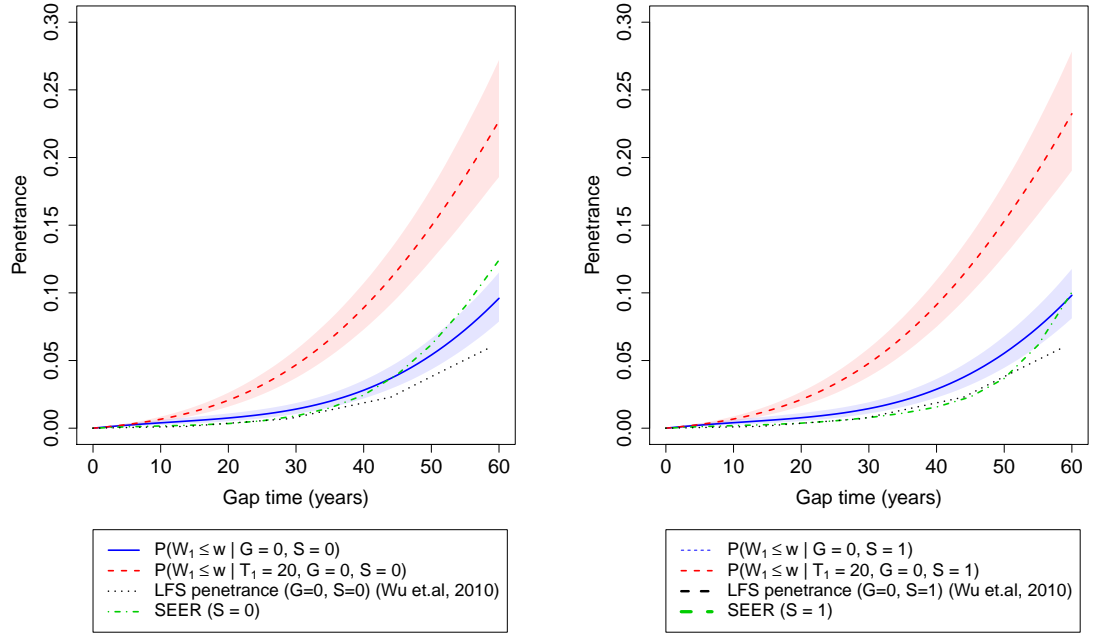 0.30
0.25
0.20
0.15
0.10
0.05
0.00
Penetrance
0 10 20 30 40 50 60
Gap time (years)
P(W₁ ≤ w | G = 0, S = 0)
P(W₁ ≤ w | T₁ = 20, G = 0, S = 0)
LFS penetrance (G=0, S=0) (Wu et.al, 2010)
SEER (S = 0)
0.30
0.25
0.20
0.15
0.10
0.05
0.00
Penetrance
0 10 20 30 40 50 60
Gap time (years)
P(W₁ ≤ w | G = 0, S = 1)
P(W₁ ≤ w | T₁ = 20, G = 0, S = 1)
LFS penetrance (G=0, S=1) (Wu et.al, 2010)
SEER (S = 1)